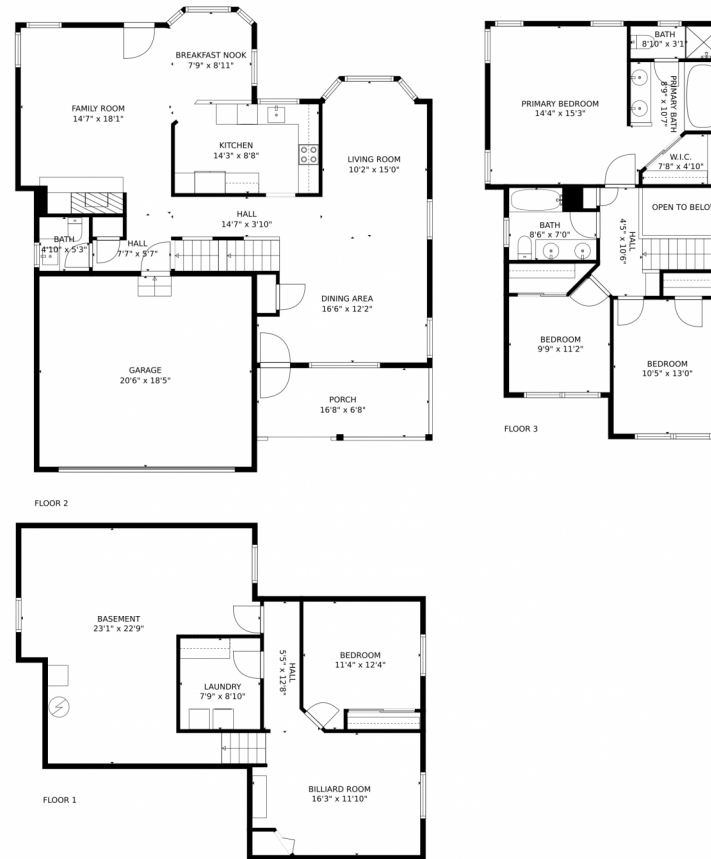 BREAKFAST NOOK
7'9" x 8'11"
FAMILY ROOM
14'7" x 18'1"
KITCHEN
14'3" x 8'8"
LIVING ROOM
10'2" x 15'0"
HALL
14'7" x 3'10"
BATH
4'10" x 5'3"
HALL
7'7" x 5'7"
DINING AREA
16'6" x 12'2"
GARAGE
20'6" x 18'5"
PORCH
16'8" x 6'8"
FLOOR 2
BATH
8'10" x 3'1"
PRIMARY BEDROOM
14'4" x 15'3"
PRIMARY BATH
8'9" x 10'7"
W.I.C.
7'8" x 4'10"
OPEN TO BELOW
BATH
8'6" x 7'0"
HALL
4'5" x 10'6"
BEDROOM
9'9" x 11'2"
BEDROOM
10'5" x 13'0"
FLOOR 3
BASEMENT
23'1" x 22'9"
BEDROOM
11'4" x 12'4"
HALL
5'5" x 12'8"
LAUNDRY
7'9" x 8'10"
BILLIARD ROOM
16'3" x 11'10"
FLOOR 1